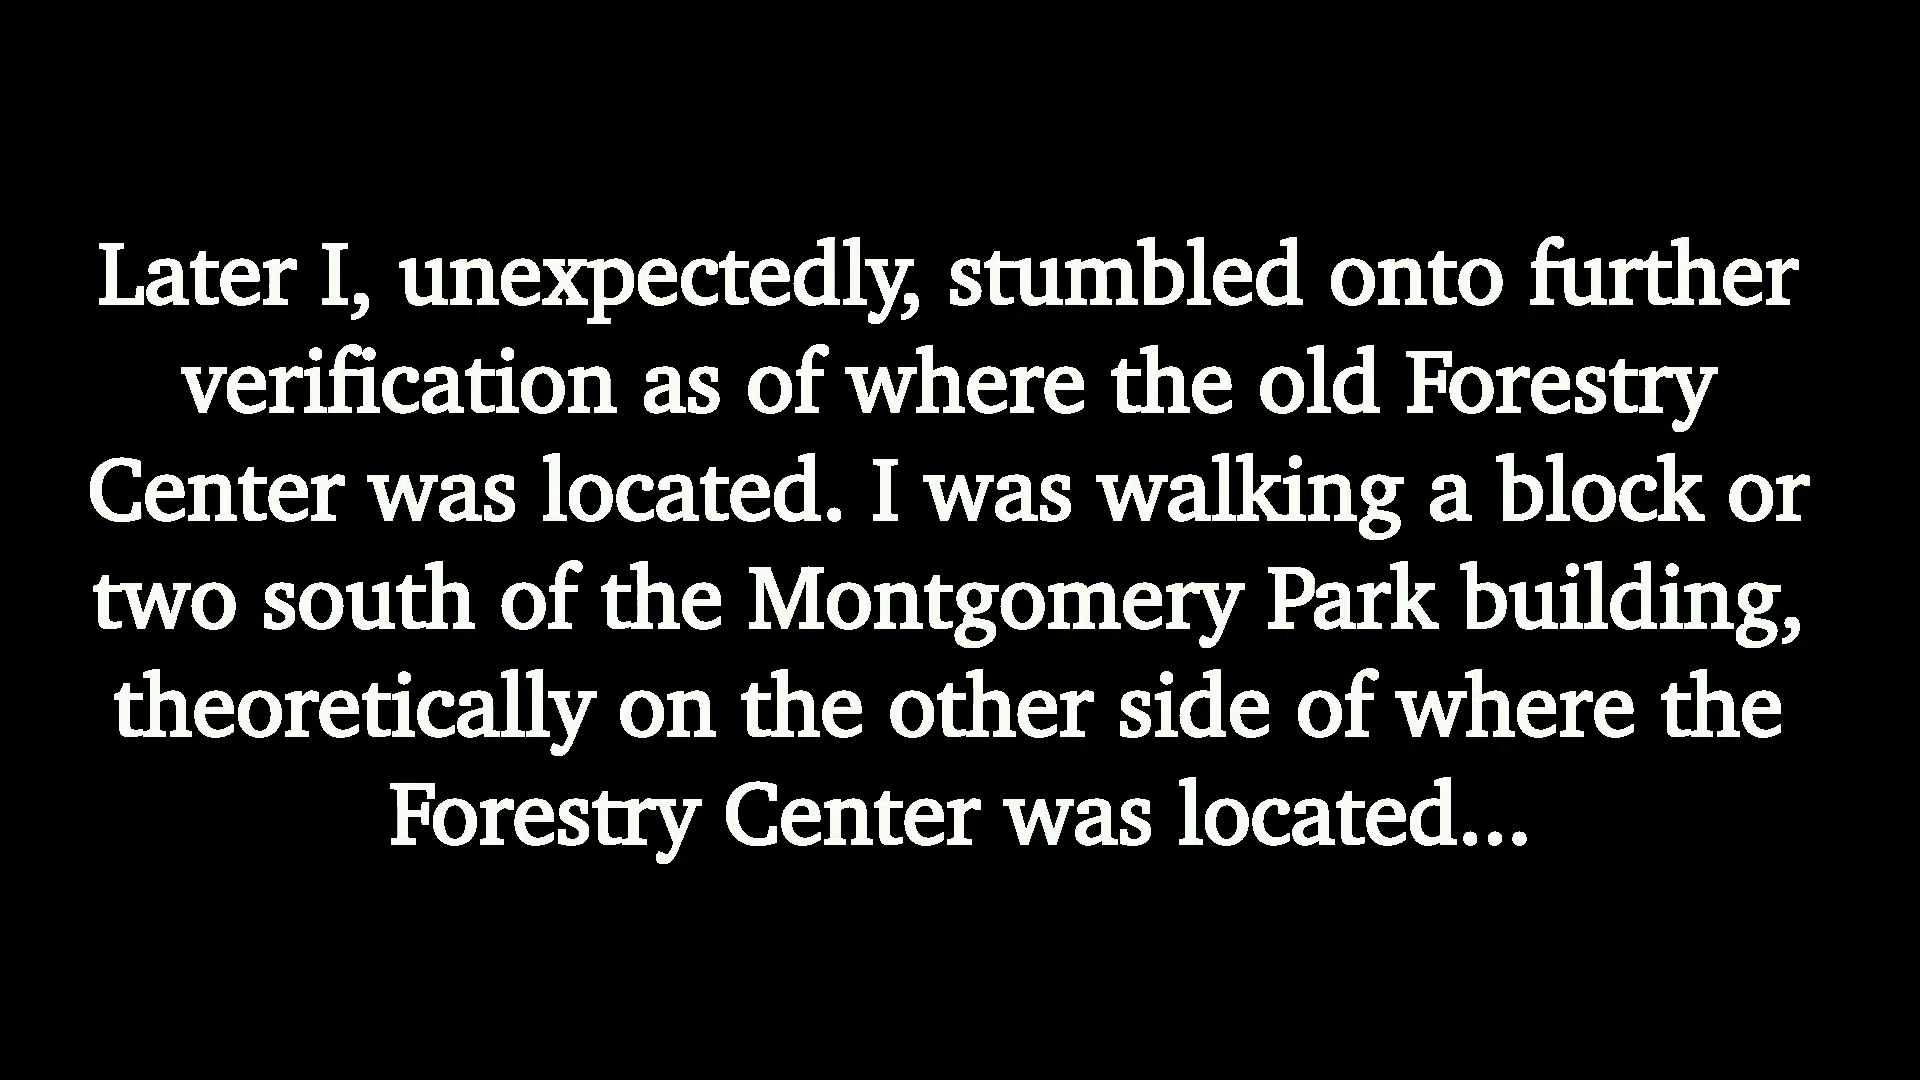 Later I, unexpectedly, stumbled onto further
verification as of where the old Forestry
Center was located. I was walking a block or
two south of the Montgomery Park building,
theoretically on the other side of where the
Forestry Center was located...